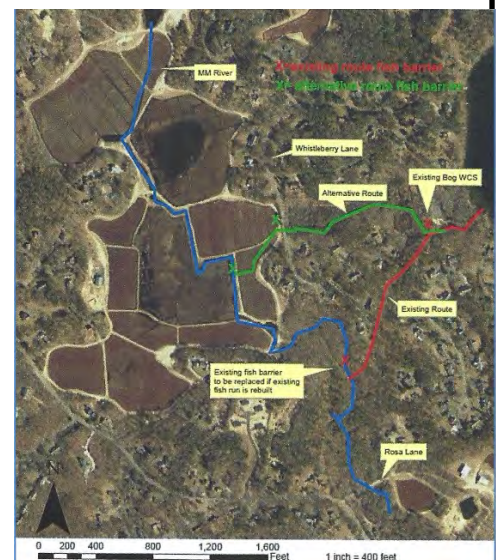 MM River
X- existing route fish barrier
X- alternative route fish barrier
Whistleberry Lane
Existing Bog WCS
Alternative Route
Existing Route
Existing fish barrier
to be replaced if existing
fish run is rebuilt
Rosa Lane
N
0 200 400 800 1,200 1,600
Feet
1 inch = 400 feet